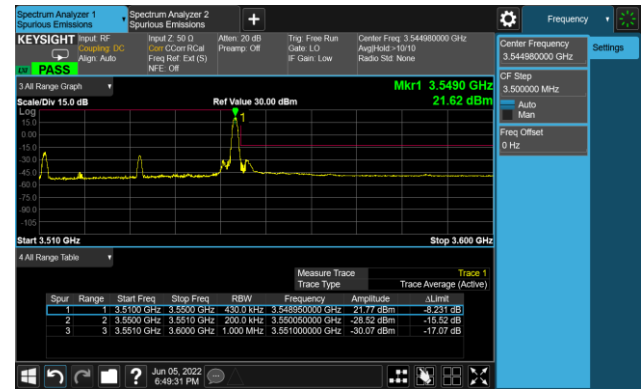 Spectrum Analyzer 1
Spurious Emissions
Spectrum Analyzer 2
Spurious Emissions
Frequency
KEYSIGHT
Input: RF
Coupling: DC
Align: Auto
Input Z: 50 Ω
Corr CCorr RCal
Freq Ref: Ext (S)
NFE: Off
Atten: 20 dB
Preamp: Off
Trig: Free Run
Gate: LO
IF Gain: Low
Center Freq: 3.544980000 GHz
Avg|Hold:>10/10
Radio Std: None
PASS
Center Frequency
3.544980000 GHz
Settings
CF Step
3.500000 MHz
Auto
Man
Freq Offset
0 Hz
3 All Range Graph
Mkr1 3.5490 GHz
Scale/Div 15.0 dB
Ref Value 30.00 dBm
21.62 dBm
Log
1
15.0
0.00
-15.0
-30.0
-45.0
-60.0
-75.0
-90.0
-105
Start 3.510 GHz
Stop 3.600 GHz
4 All Range Table
Measure Trace Trace 1
Trace Type Trace Average (Active)
Spur Range Start Freq Stop Freq RBW Frequency Amplitude ΔLimit
1 1 3.5100 GHz 3.5500 GHz 430.0 kHz 3.548950000 GHz 21.77 dBm -8.231 dB
2 2 3.5500 GHz 3.5510 GHz 200.0 kHz 3.550050000 GHz -28.52 dBm -15.52 dB
3 3 3.5510 GHz 3.6000 GHz 1.000 MHz 3.551000000 GHz -30.07 dBm -17.07 dB
Jun 05, 2022
6:49:31 PM